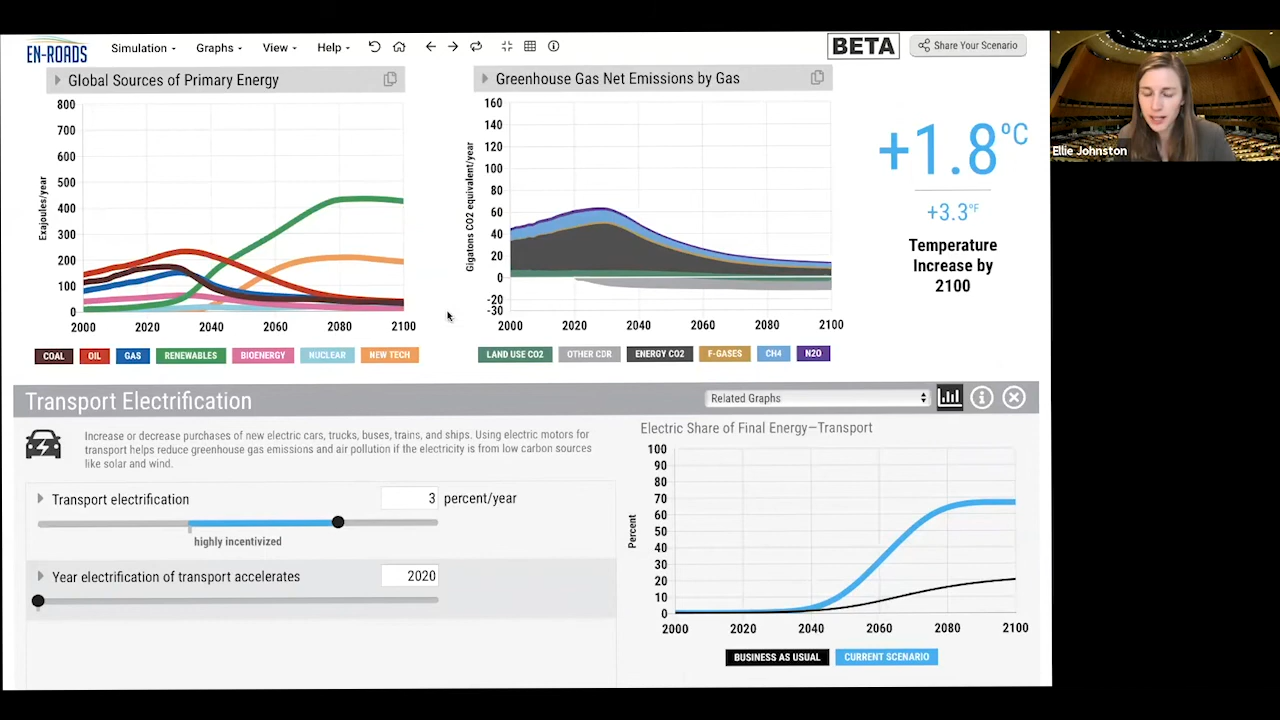 EN-ROADS
Simulation
Graphs
View
Help
BETA
Share Your Scenario
Global Sources of Primary Energy
Exajoules/year
800
700
600
500
400
300
200
100
0
2000 2020 2040 2060 2080 2100
COAL OIL GAS RENEWABLES BIOENERGY NUCLEAR NEW TECH
Greenhouse Gas Net Emissions by Gas
Gigatons CO2 equivalent/year
160
140
120
100
80
60
40
20
0
-20
-30
2000 2020 2040 2060 2080 2100
LAND USE CO2 OTHER CDR ENERGY CO2 F-GASES CH4 N2O
+1.8°C
+3.3°F
Temperature
Increase by
2100
Ellie Johnston
Transport Electrification
Related Graphs
Increase or decrease purchases of new electric cars, trucks, buses, trains, and ships. Using electric motors for
transport helps reduce greenhouse gas emissions and air pollution if the electricity is from low carbon sources
like solar and wind.
Transport electrification 3 percent/year
highly incentivized
Year electrification of transport accelerates 2020
Electric Share of Final Energy—Transport
Percent
100
90
80
70
60
50
40
30
20
10
0
2000 2020 2040 2060 2080 2100
BUSINESS AS USUAL CURRENT SCENARIO